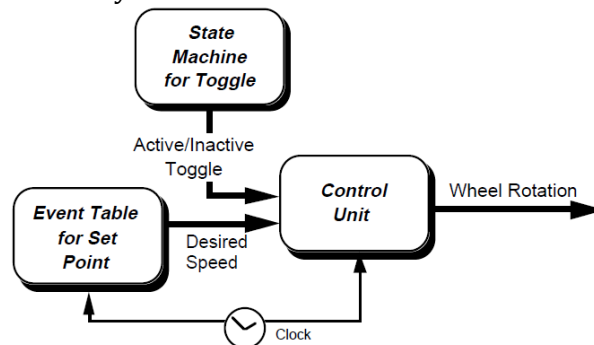 State
Machine
for Toggle
Active/Inactive
Toggle
Control
Unit
Wheel Rotation
Event Table
for Set
Point
Desired
Speed
Clock